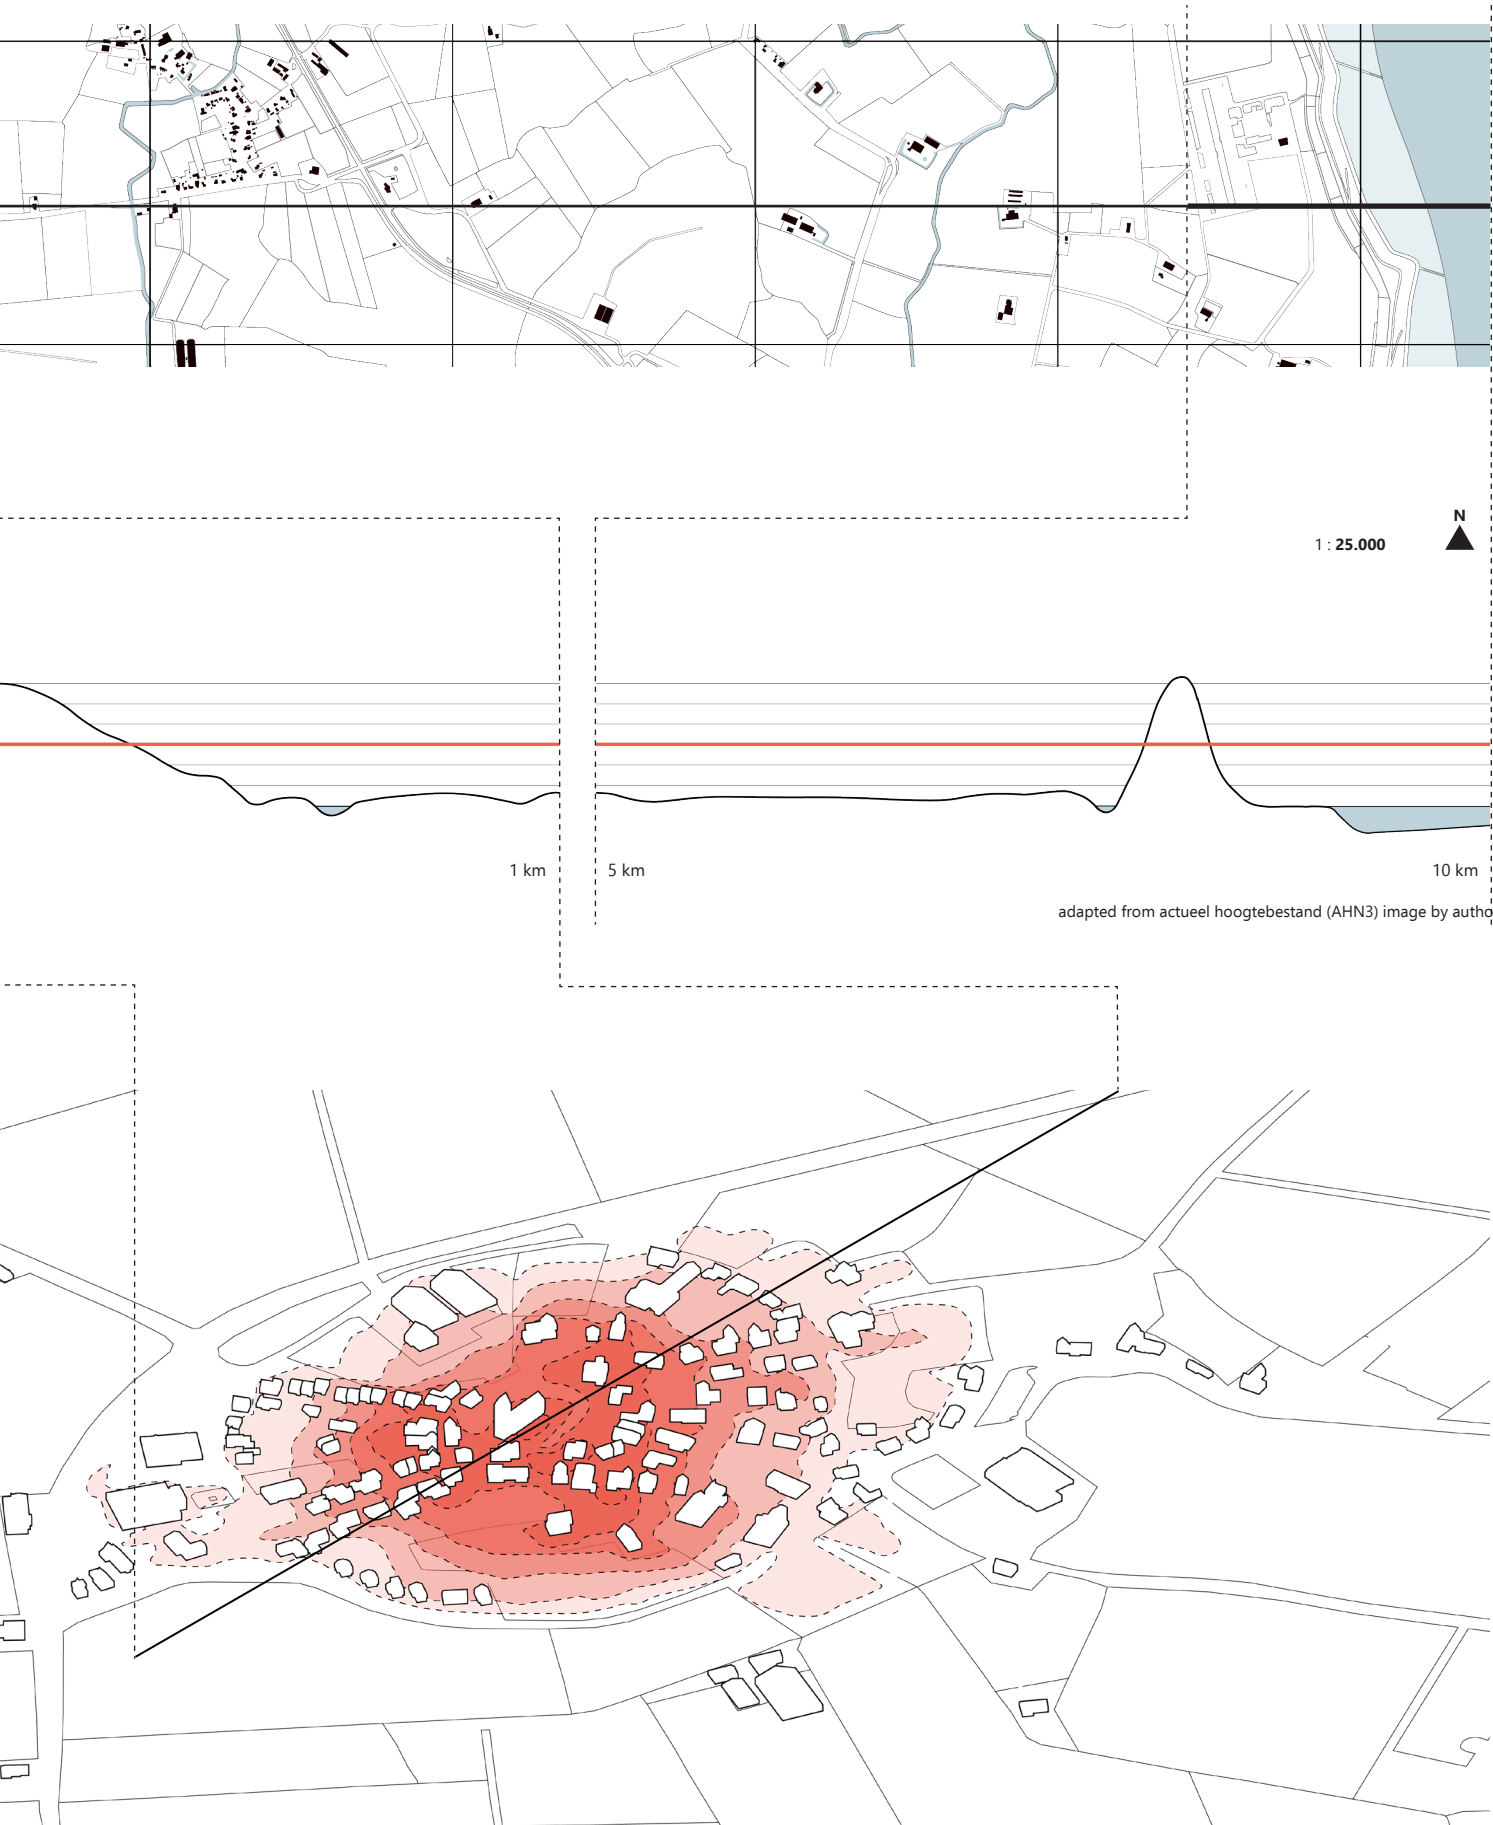 N
1 : 25.000
1 km
5 km
10 km
adapted from actueel hoogtebestand (AHN3) image by autho